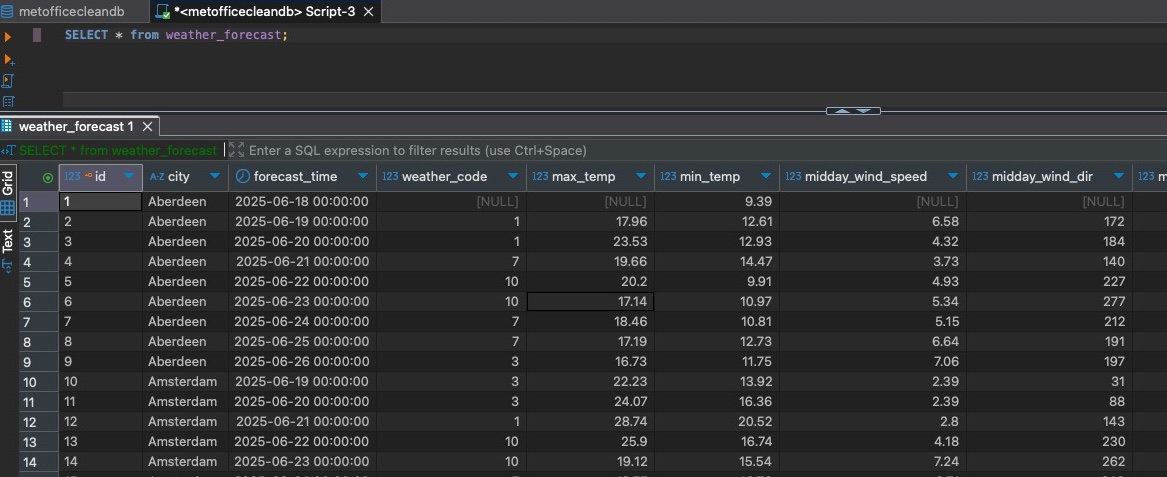 metofficecleandb *<metofficecleandb> Script-3
SELECT * from weather_forecast;
weather_forecast 1
SELECT * from weather_forecast Enter a SQL expression to filter results (use Ctrl+Space)
Grid
Text
123 id A-Z city forecast_time 123 weather_code 123 max_temp 123 min_temp 123 midday_wind_speed 123 midday_wind_dir 123 m
1 1 Aberdeen 2025-06-18 00:00:00 [NULL] [NULL] 9.39 [NULL] [NULL]
2 2 Aberdeen 2025-06-19 00:00:00 1 17.96 12.61 6.58 172
3 3 Aberdeen 2025-06-20 00:00:00 1 23.53 12.93 4.32 184
4 4 Aberdeen 2025-06-21 00:00:00 7 19.66 14.47 3.73 140
5 5 Aberdeen 2025-06-22 00:00:00 10 20.2 9.91 4.93 227
6 6 Aberdeen 2025-06-23 00:00:00 10 17.14 10.97 5.34 277
7 7 Aberdeen 2025-06-24 00:00:00 7 18.46 10.81 5.15 212
8 8 Aberdeen 2025-06-25 00:00:00 7 17.19 12.73 6.64 191
9 9 Aberdeen 2025-06-26 00:00:00 3 16.73 11.75 7.06 197
10 10 Amsterdam 2025-06-19 00:00:00 3 22.23 13.92 2.39 31
11 11 Amsterdam 2025-06-20 00:00:00 3 24.07 16.36 2.39 88
12 12 Amsterdam 2025-06-21 00:00:00 1 28.74 20.52 2.8 143
13 13 Amsterdam 2025-06-22 00:00:00 10 25.9 16.74 4.18 230
14 14 Amsterdam 2025-06-23 00:00:00 10 19.12 15.54 7.24 262